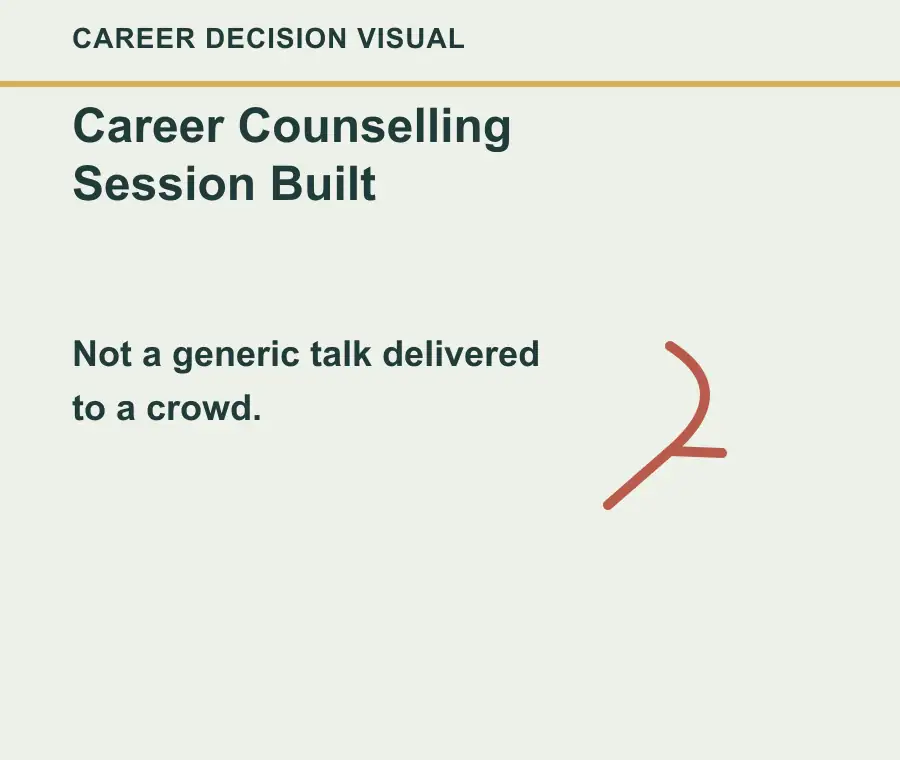 CAREER DECISION VISUAL
Career Counselling
Session Built
Not a generic talk delivered
to a crowd.